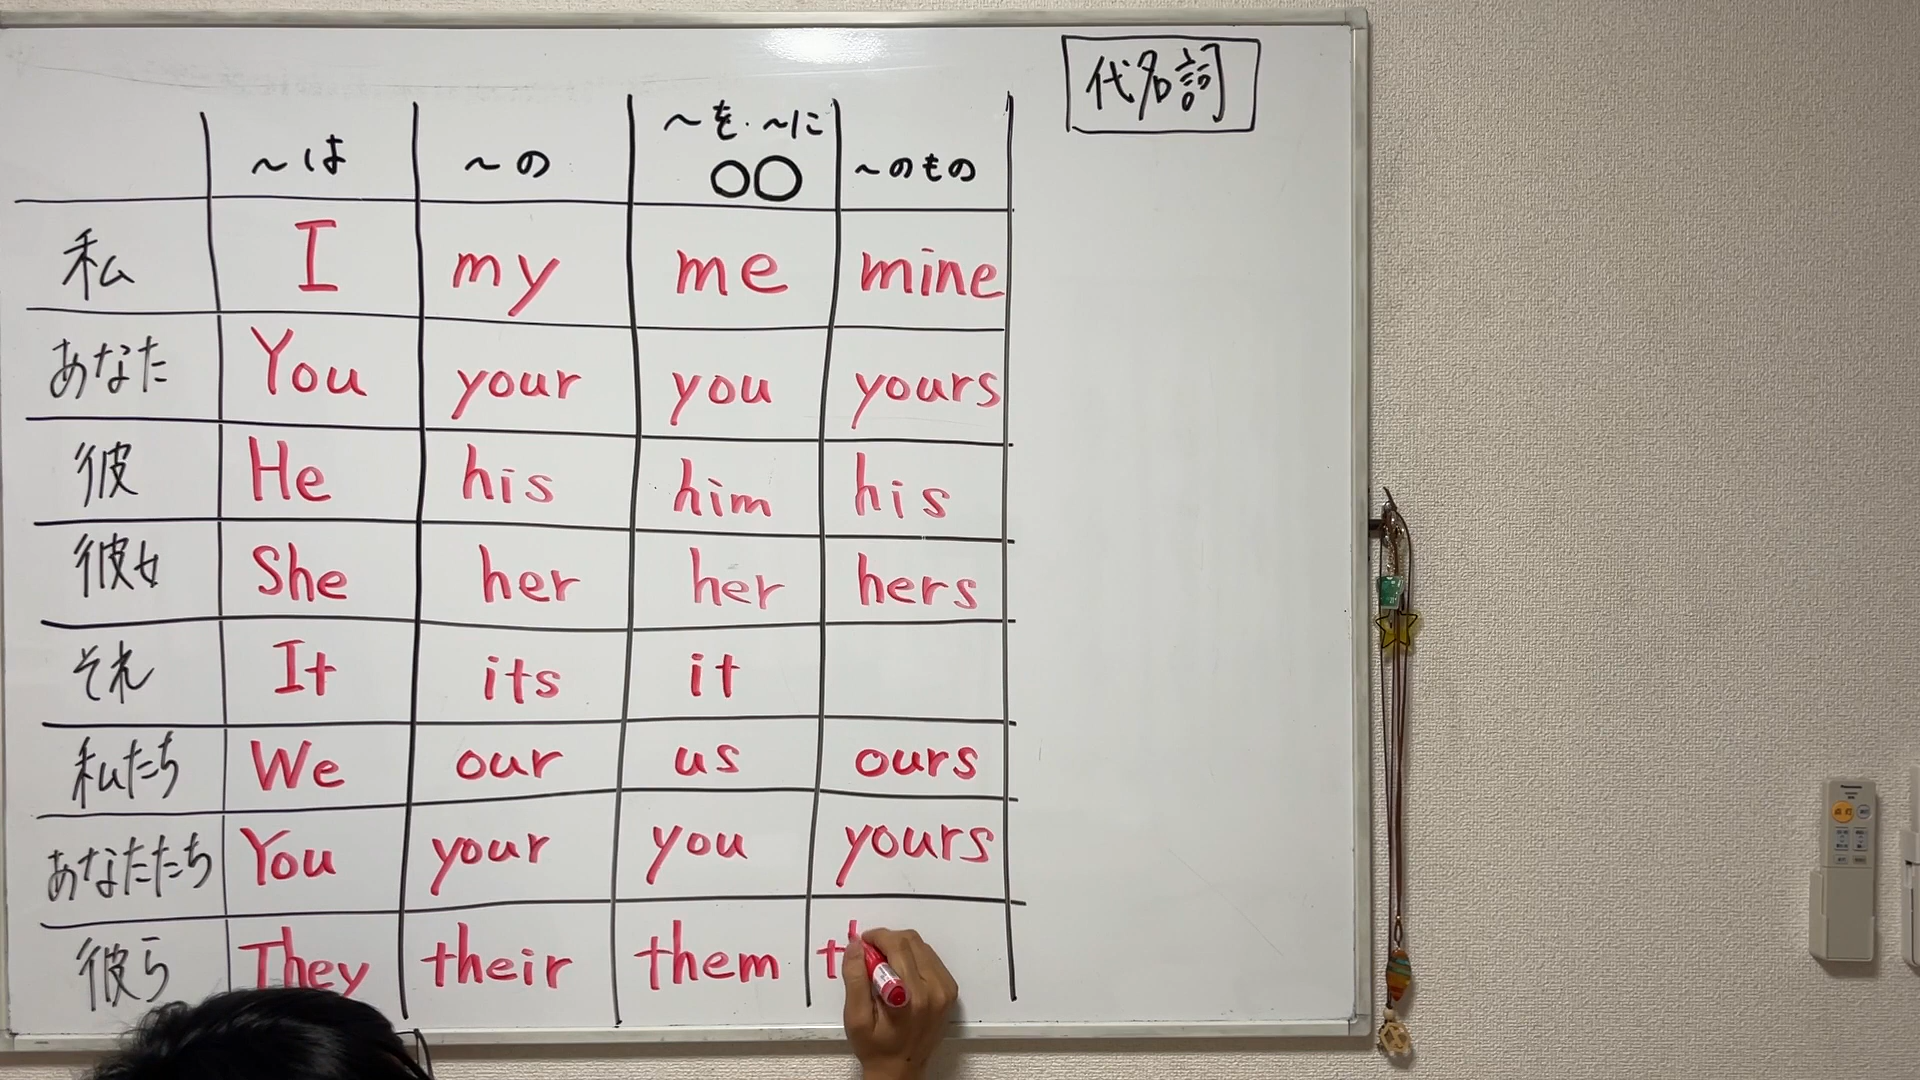 代名詞
~は ~の ~を・~に ~のもの
〇〇
私 I my me mine
あなた You your you yours
彼 He his him his
彼女 She her her hers
それ It its it
私たち We our us ours
あなたたち You your you yours
彼ら They their them th